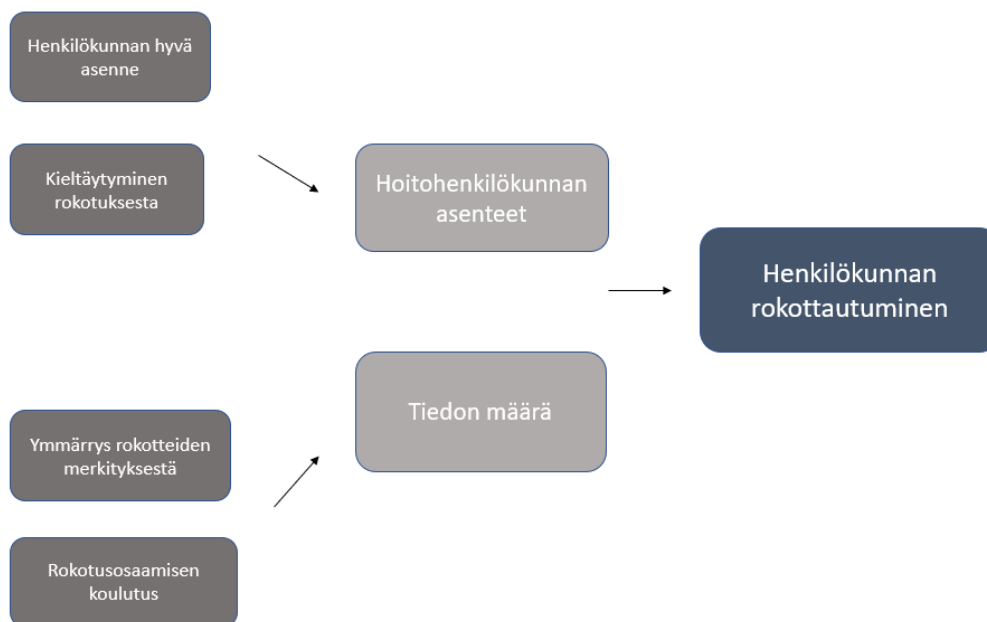 Henkilökunnan hyvä
asenne
Kieltäytyminen
rokotuksesta
Hoitohenkilökunnan
asenteet
Henkilökunnan
rokottautuminen
Tiedon määrä
Ymmärrys rokotteiden
merkityksestä
Rokotusosaamisen
koulutus